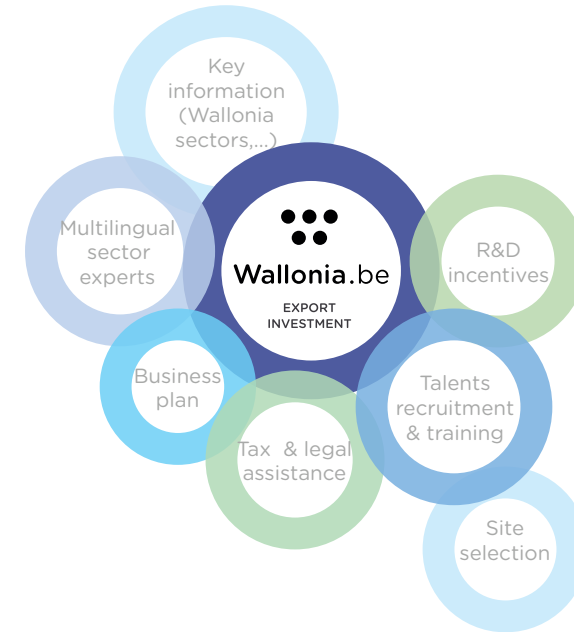 Key
information
(Wallonia
sectors,...)
Multilingual
sector
experts
Wallonia.be
EXPORT
INVESTMENT
R&D
incentives
Business
plan
Talents
recruitment
& training
Tax & legal
assistance
Site
selection